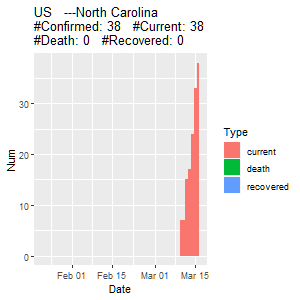 US   ---North Carolina
#Confirmed: 38   #Current: 38
#Death: 0   #Recovered: 0
Num
30
20
10
0
Feb 01
Feb 15
Mar 01
Mar 15
Date
Type
current
death
recovered